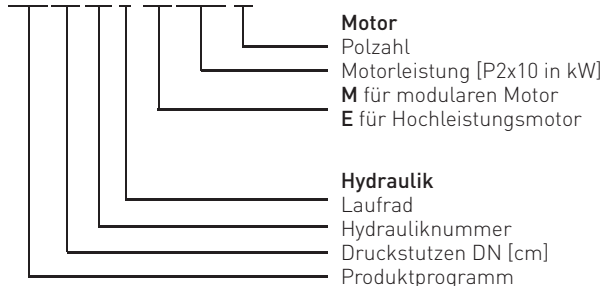 Motor
Polzahl
Motorleistung [P2x10 in kW]
M für modularen Motor
E für Hochleistungsmotor
Hydraulik
Laufrad
Hydrauliknummer
Druckstutzen DN [cm]
Produktprogramm